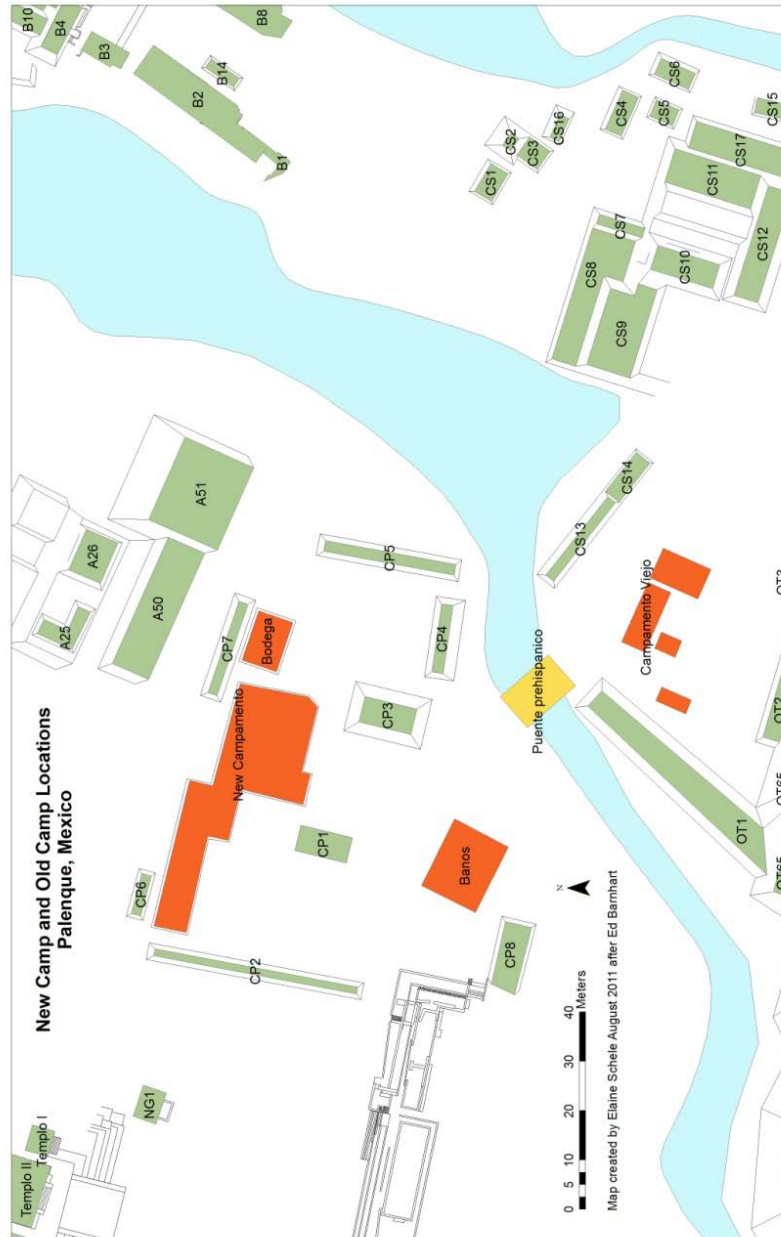 New Camp and Old Camp Locations
Palenque, Mexico
Templo II
Templo I
NG1
CP6
CP2
New Campamento
CP7
Bodega
CP1
CP3
CP4
CP5
A25
A26
A50
A51
B10
B4
B3
B2
B14
B8
B1
Banos
CP8
Puente prehispanico
CS1
CS2
CS3
CS16
CS4
CS5
CS6
CS7
CS8
CS9
CS10
CS11
CS17
CS12
CS15
CS13
CS14
Campamento Viejo
OT1
OT65
OT65
OT2
OT3
N
0 5 10 20 30 40
Meters
Map created by Elaine Schele August 2011 after Ed Barnhart